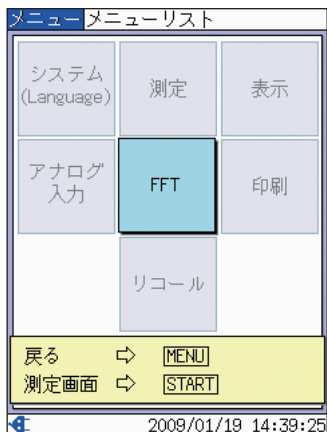 メニュー メニューリスト
システム
(Language)
測定
表示
アナログ
入力
FFT
印刷
リコール
戻る ⇨ MENU
測定画面 ⇨ START
2009/01/19 14:39:25